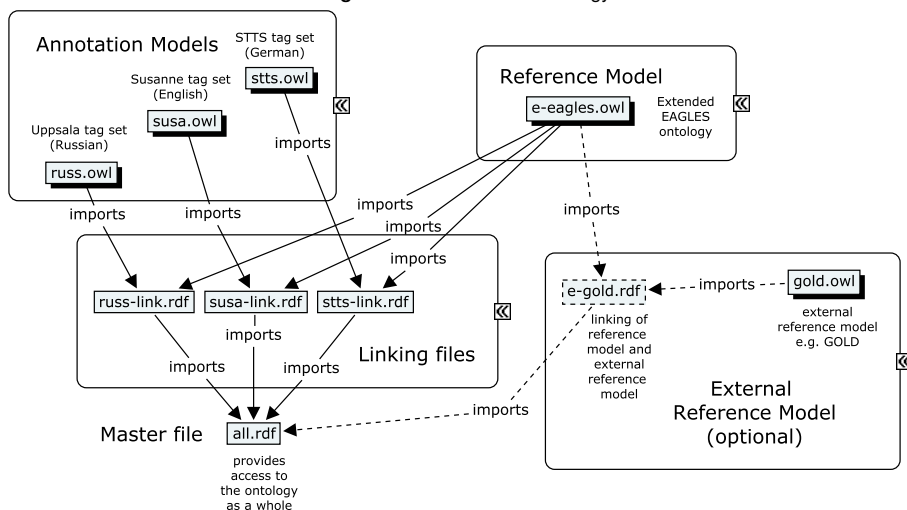 Annotation Models
STTS tag set
(German)
stts.owl
Susanne tag set
(English)
susa.owl
Uppsala tag set
(Russian)
russ.owl
Reference Model
e-eagles.owl
Extended
EAGLES
ontology
imports
imports
imports
imports
imports
imports
imports
russ-link.rdf
susa-link.rdf
stts-link.rdf
imports
imports
imports
Linking files
e-gold.rdf
imports
gold.owl
linking of
reference
model and
external
reference
model
external
reference model
e.g. GOLD
External
Reference Model
(optional)
imports
Master file
all.rdf
provides
access to
the ontology
as a whole